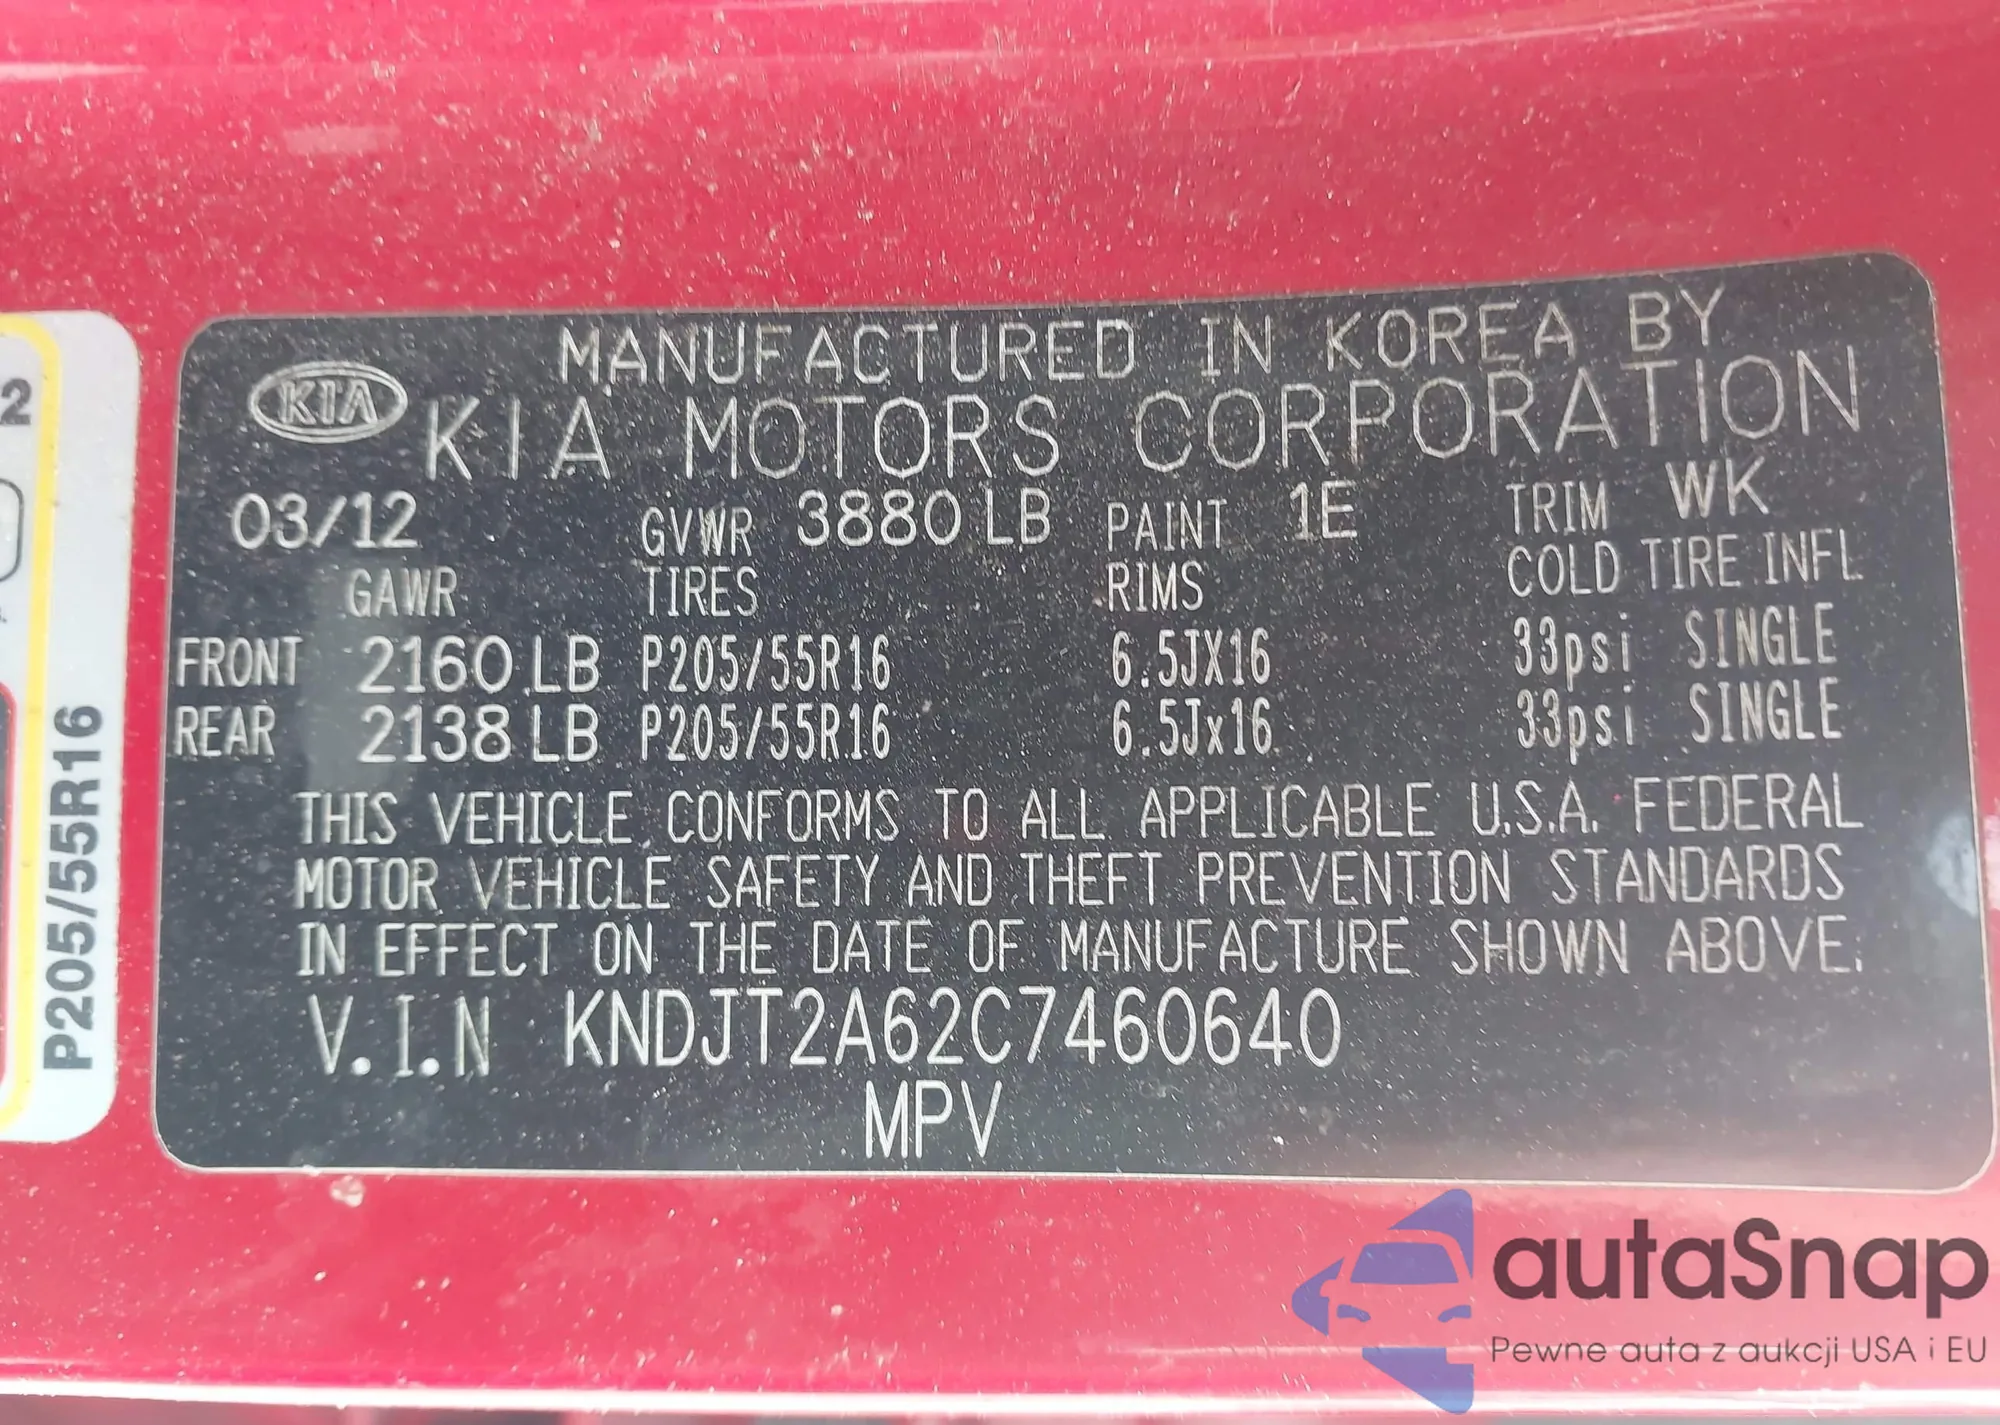 MANUFACTURED IN KOREA BY
KIA KIA MOTORS CORPORATION
03/12 GVWR 3880 LB PAINT 1E TRIM WK
GAWR TIRES RIMS COLD TIRE INFL
FRONT 2160 LB P205/55R16 6.5JX16 33psi SINGLE
REAR 2138 LB P205/55R16 6.5Jx16 33psi SINGLE
THIS VEHICLE CONFORMS TO ALL APPLICABLE U.S.A. FEDERAL
MOTOR VEHICLE SAFETY AND THEFT PREVENTION STANDARDS
IN EFFECT ON THE DATE OF MANUFACTURE SHOWN ABOVE.
V.I.N KNDJT2A62C7460640
MPV
2
P205/55R16
autaSnap
Pewne auta z aukcji USA i EU